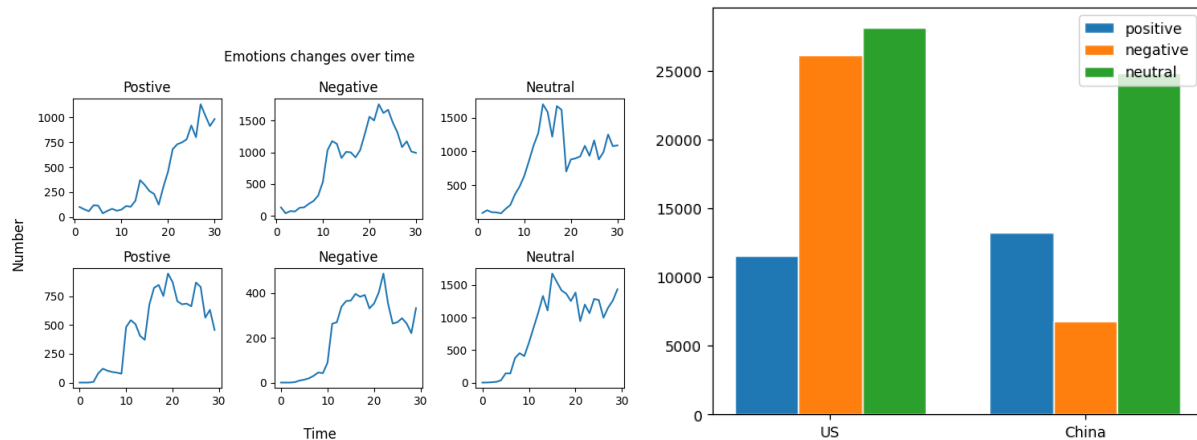 Emotions changes over time
Postive Negative Neutral
1000
750
500
250
0
0 10 20 30
1500
1000
500
0
0 10 20 30
1500
1000
500
0 10 20 30
Number
Postive Negative Neutral
750
500
250
0
0 10 20 30
400
200
0
0 10 20 30
1500
1000
500
0
0 10 20 30
Time
positive
negative
neutral
25000
20000
15000
10000
5000
0
US China